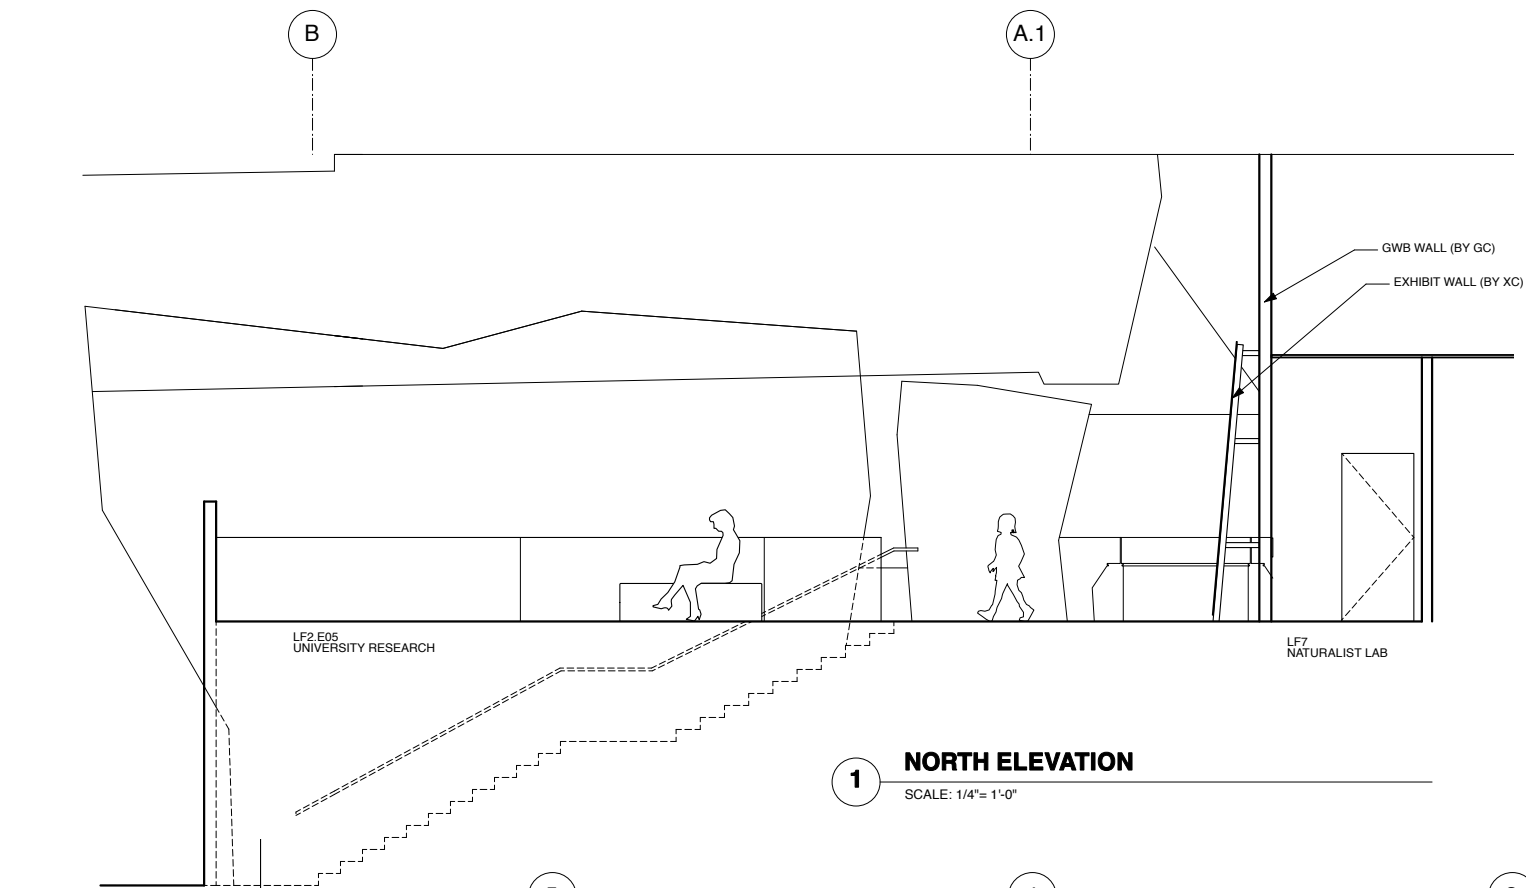 B
A.1
GWB WALL (BY GC)
EXHIBIT WALL (BY XC)
LF2.E05
UNIVERSITY RESEARCH
LF7
NATURALIST LAB
1
NORTH ELEVATION
SCALE: 1/4"= 1'-0"